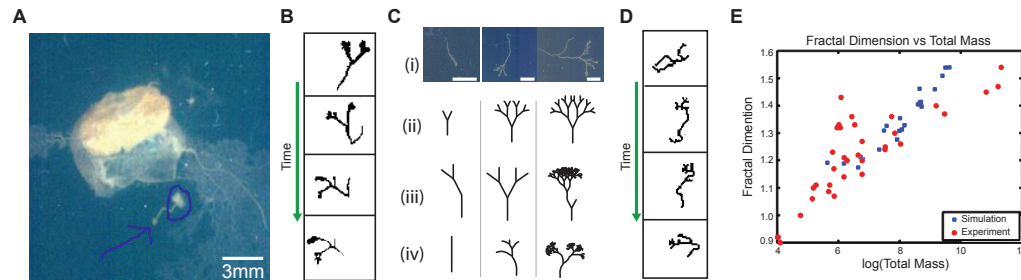 A
3mm
B
Time
C
(i)
(ii)
(iii)
(iv)
D
Time
E
Fractal Dimension vs Total Mass
Fractal Dimention
1.6
1.5
1.4
1.3
1.2
1.1
1.0
0.9
4
6
8
10
1
log(Total Mass)
Simulation
Experiment